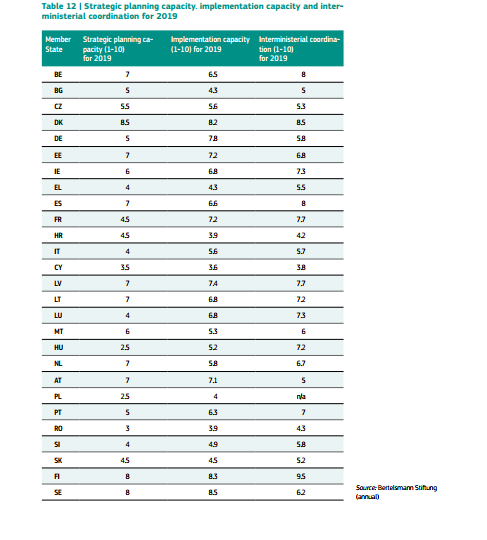 Table 12 | Strategic planning capacity. implementation capacity and inter-
ministerial coordination for 2019
Member State | Strategic planning ca-pacity (1-10) for 2019 | Implementation capacity (1-10) for 2019 | Interministerial coordina-tion (1-10) for 2019
BE 7 6.5 8
BG 5 4.3 5
CZ 5.5 5.6 5.3
DK 8.5 8.2 8.5
DE 5 7.8 5.8
EE 7 7.2 6.8
IE 6 6.8 7.3
EL 4 4.3 5.5
ES 7 6.6 8
FR 4.5 7.2 7.7
HR 4.5 3.9 4.2
IT 4 5.6 5.7
CY 3.5 3.6 3.8
LV 7 7.4 7.7
LT 7 6.8 7.2
LU 4 6.8 7.3
MT 6 5.3 6
HU 2.5 5.2 7.2
NL 7 5.8 6.7
AT 7 7.1 5
PL 2.5 4 n/a
PT 5 6.3 7
RO 3 3.9 4.3
SI 4 4.9 5.8
SK 4.5 4.5 5.2
FI 8 8.3 9.5
SE 8 8.5 6.2
Source: Bertelsmann Stiftung
(annual)